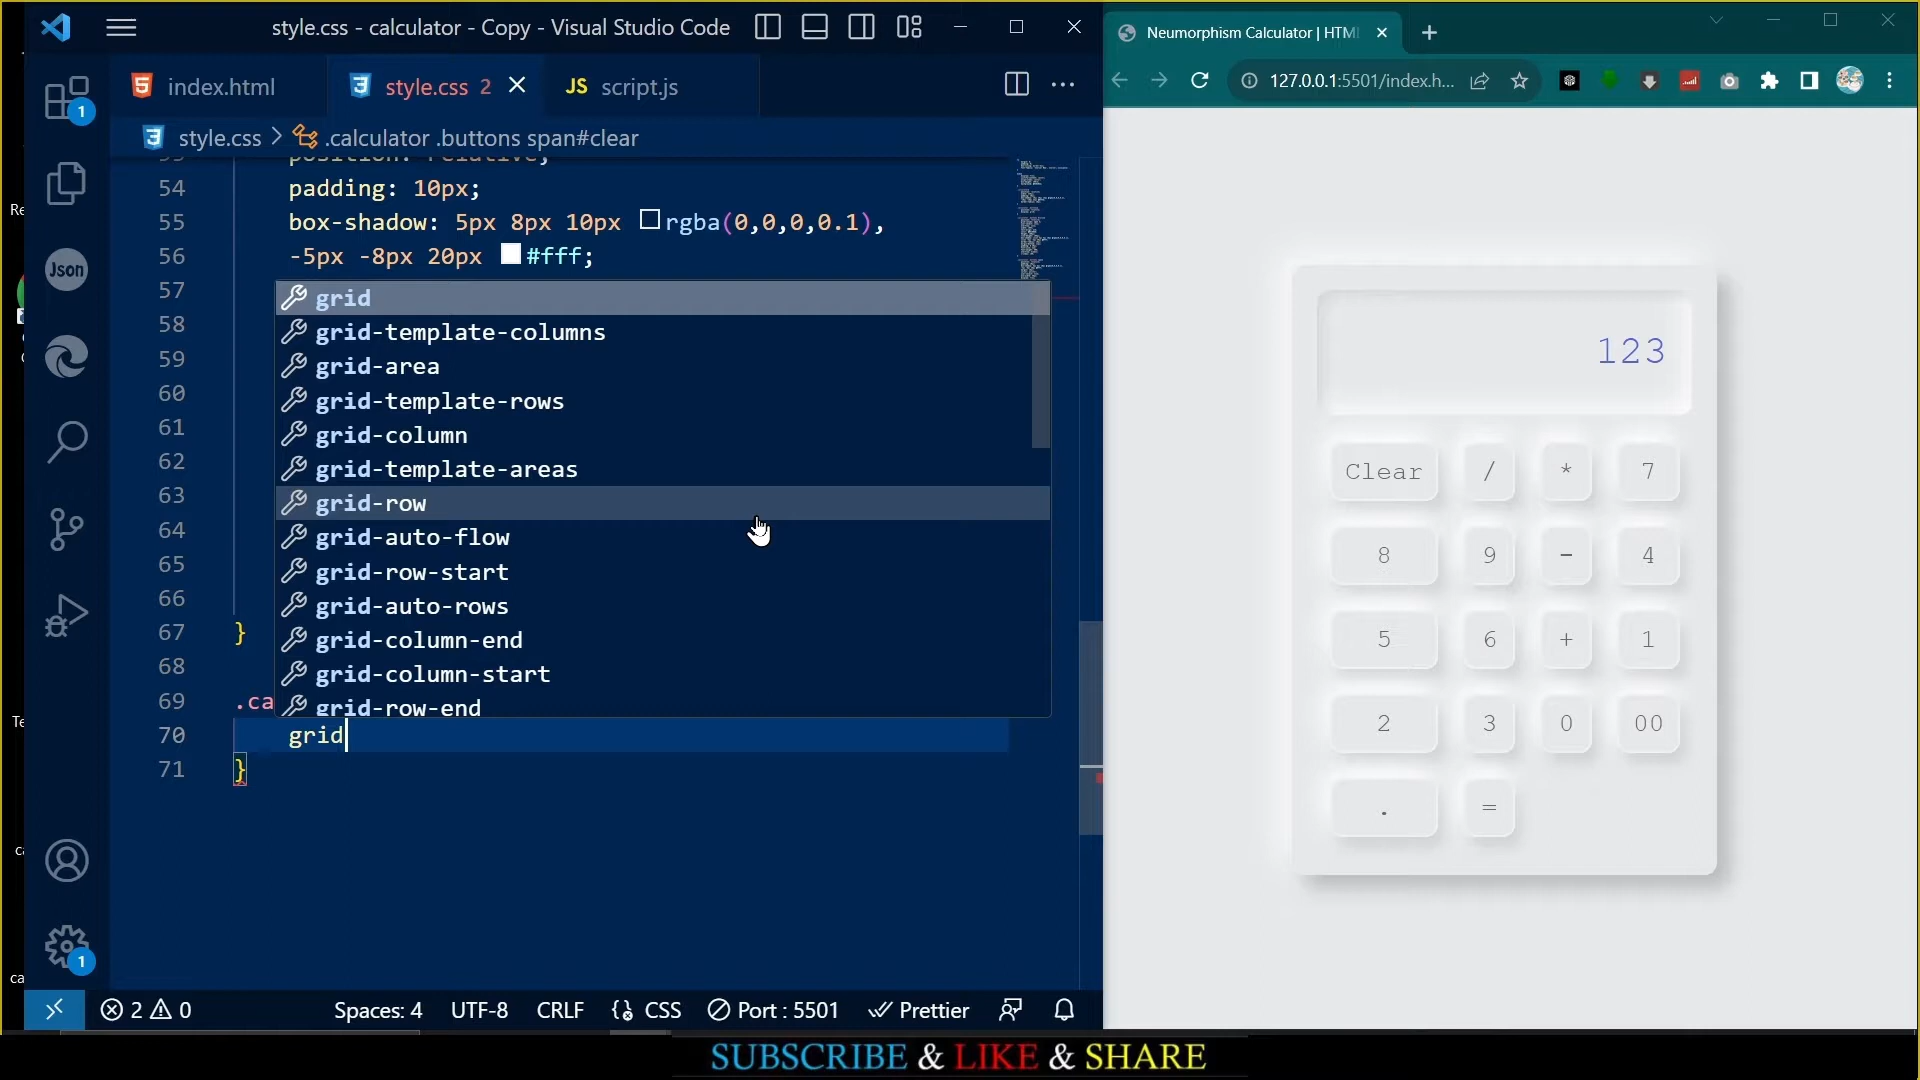 style.css - calculator - Copy - Visual Studio Code
index.html
style.css 2
JS script.js
style.css > .calculator .buttons span#clear
54 padding: 10px;
55 box-shadow: 5px 8px 10px rgba(0,0,0,0.1),
56 -5px -8px 20px #fff;
57 grid
58 grid-template-columns
59 grid-area
60 grid-template-rows
61 grid-column
62 grid-template-areas
63 grid-row
64 grid-auto-flow
65 grid-row-start
66 grid-auto-rows
67 } grid-column-end
68 grid-column-start
69 .ca grid-row-end
70 grid
71 }
1
Json
1
2 0
Spaces: 4
UTF-8
CRLF
{} CSS
Port : 5501
Prettier
Neumorphism Calculator | HTM
127.0.0.1:5501/index.h...
123
Clear / * 7
8 9 - 4
5 6 + 1
2 3 0 00
. =
SUBSCRIBE & LIKE & SHARE